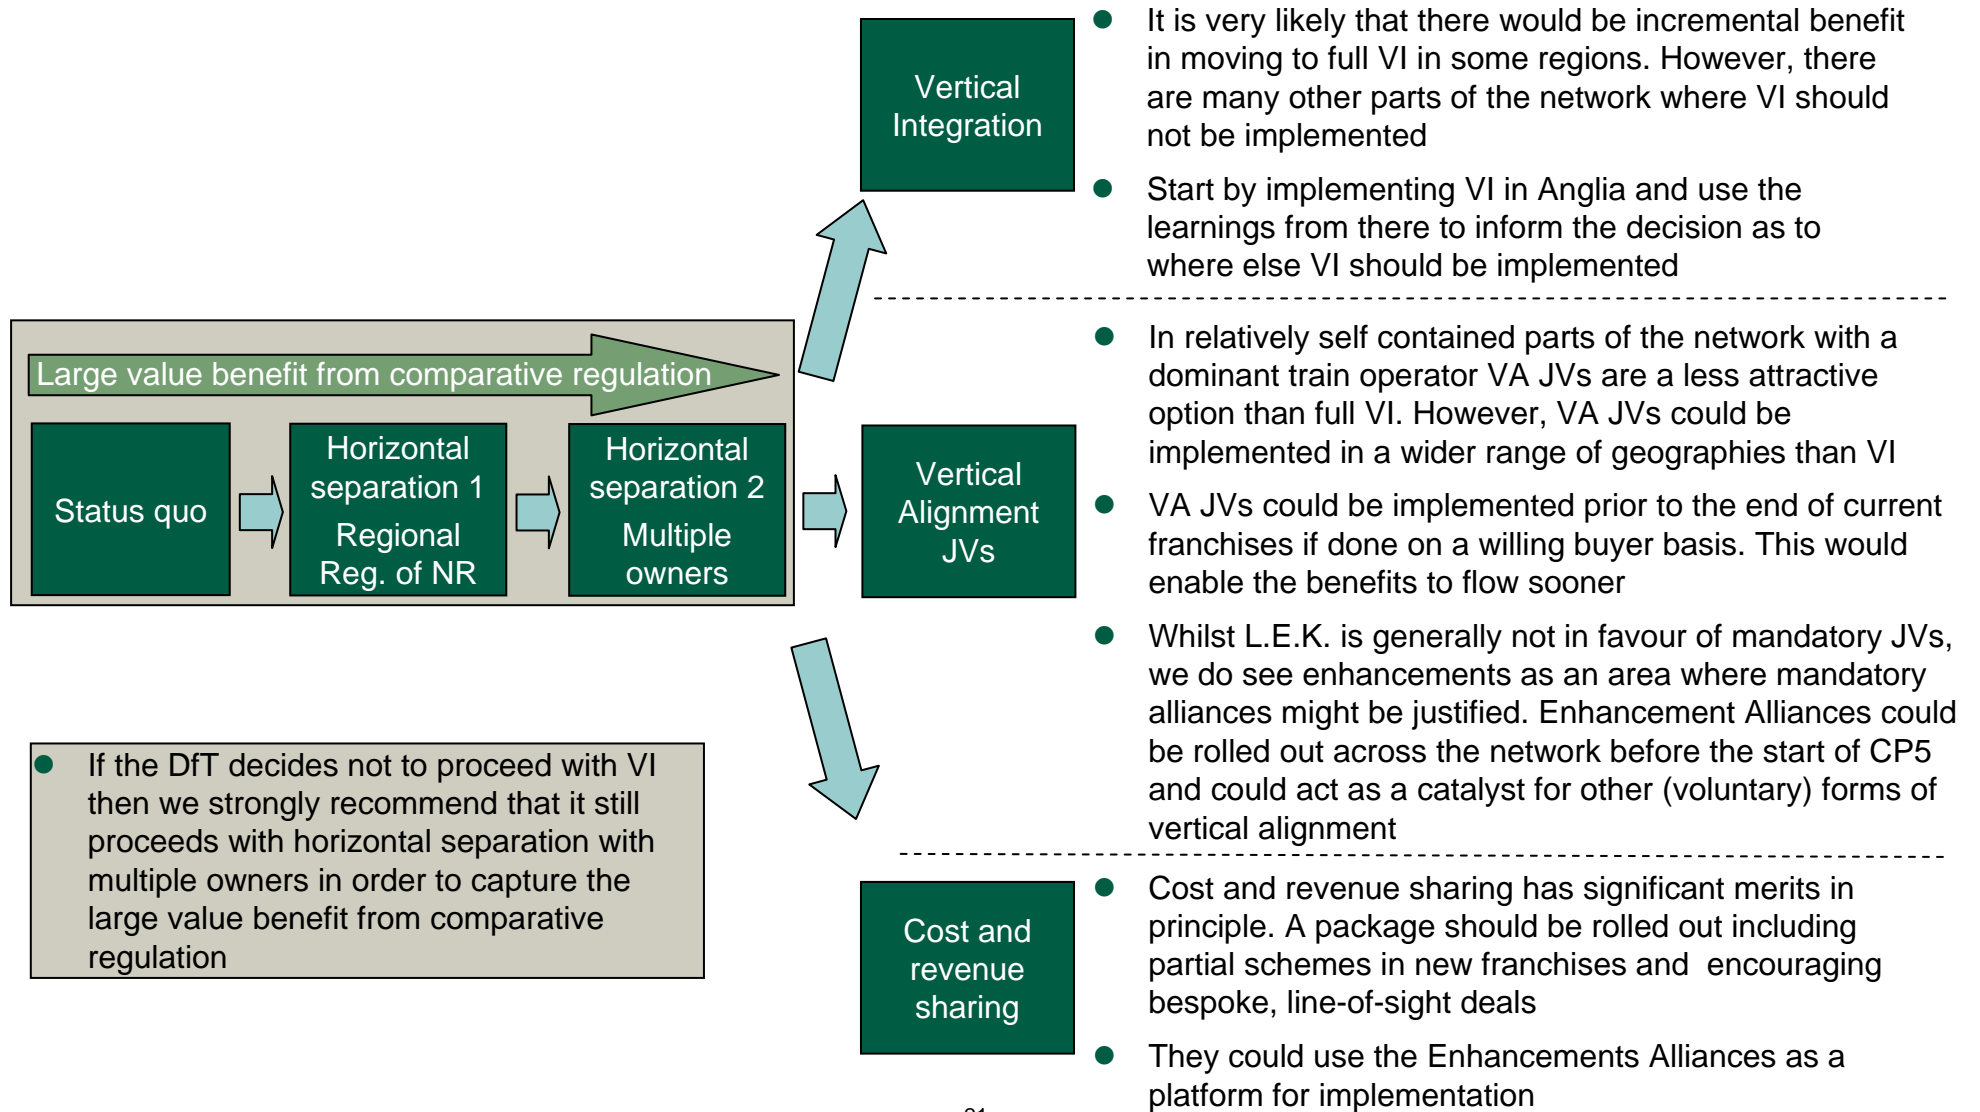 Vertical
Integration
● It is very likely that there would be incremental benefit
in moving to full VI in some regions. However, there
are many other parts of the network where VI should
not be implemented
● Start by implementing VI in Anglia and use the
learnings from there to inform the decision as to
where else VI should be implemented
Large value benefit from comparative regulation
Status quo
Horizontal
separation 1
Regional
Reg. of NR
Horizontal
separation 2
Multiple
owners
Vertical
Alignment
JVs
● In relatively self contained parts of the network with a
dominant train operator VA JVs are a less attractive
option than full VI. However, VA JVs could be
implemented in a wider range of geographies than VI
● VA JVs could be implemented prior to the end of current
franchises if done on a willing buyer basis. This would
enable the benefits to flow sooner
● Whilst L.E.K. is generally not in favour of mandatory JVs,
we do see enhancements as an area where mandatory
alliances might be justified. Enhancement Alliances could
be rolled out across the network before the start of CP5
and could act as a catalyst for other (voluntary) forms of
vertical alignment
● If the DfT decides not to proceed with VI
then we strongly recommend that it still
proceeds with horizontal separation with
multiple owners in order to capture the
large value benefit from comparative
regulation
Cost and
revenue
sharing
● Cost and revenue sharing has significant merits in
principle. A package should be rolled out including
partial schemes in new franchises and encouraging
bespoke, line-of-sight deals
● They could use the Enhancements Alliances as a
platform for implementation